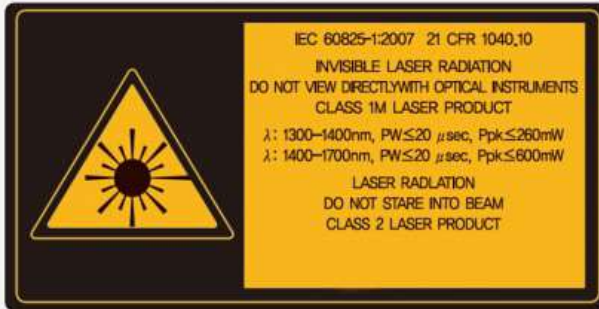 IEC 60825-1:2007 21 CFR 1040.10
INVISIBLE LASER RADIATION
DO NOT VIEW DIRECTLYWITH OPTICAL INSTRUMENTS
CLASS 1M LASER PRODUCT
λ: 1300-1400nm, PW≤20 μsec, Ppk≤260mW
λ: 1400-1700nm, PW≤20 μsec, Ppk≤600mW
LASER RADLATION
DO NOT STARE INTO BEAM
CLASS 2 LASER PRODUCT